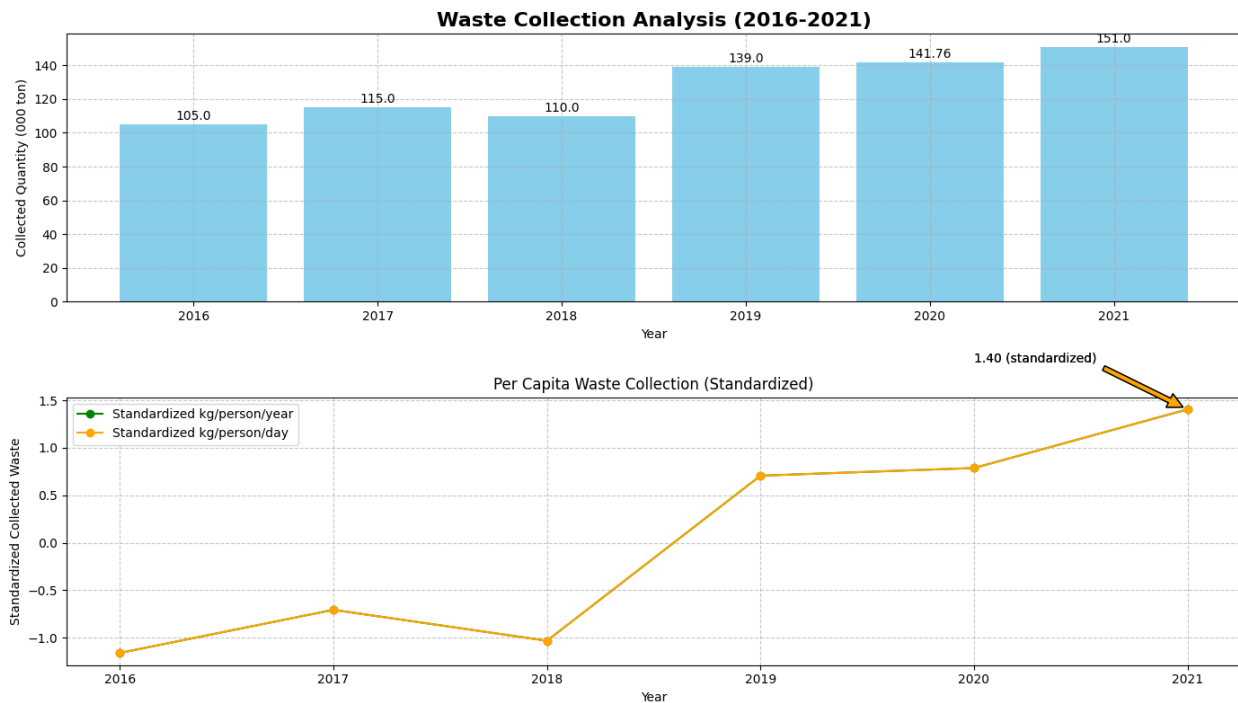 Waste Collection Analysis (2016-2021)
Collected Quantity (000 ton)
140
120
100
80
60
40
20
0
105.0
115.0
110.0
139.0
141.76
151.0
2016 2017 2018 2019 2020 2021
Year
1.40 (standardized)
Per Capita Waste Collection (Standardized)
Standardized Collected Waste
1.5
1.0
0.5
0.0
−0.5
−1.0
Standardized kg/person/year
Standardized kg/person/day
2016 2017 2018 2019 2020 2021
Year